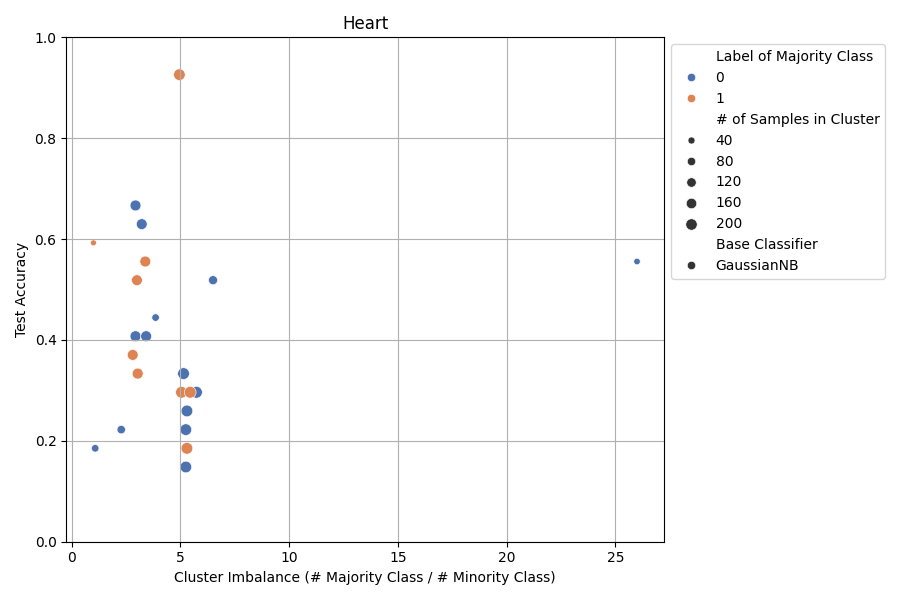 Heart
1.0
0.8
0.6
0.4
0.2
0.0
Test Accuracy
0
5
10
15
20
25
Cluster Imbalance (# Majority Class / # Minority Class)
Label of Majority Class
0
1
# of Samples in Cluster
40
80
120
160
200
Base Classifier
GaussianNB